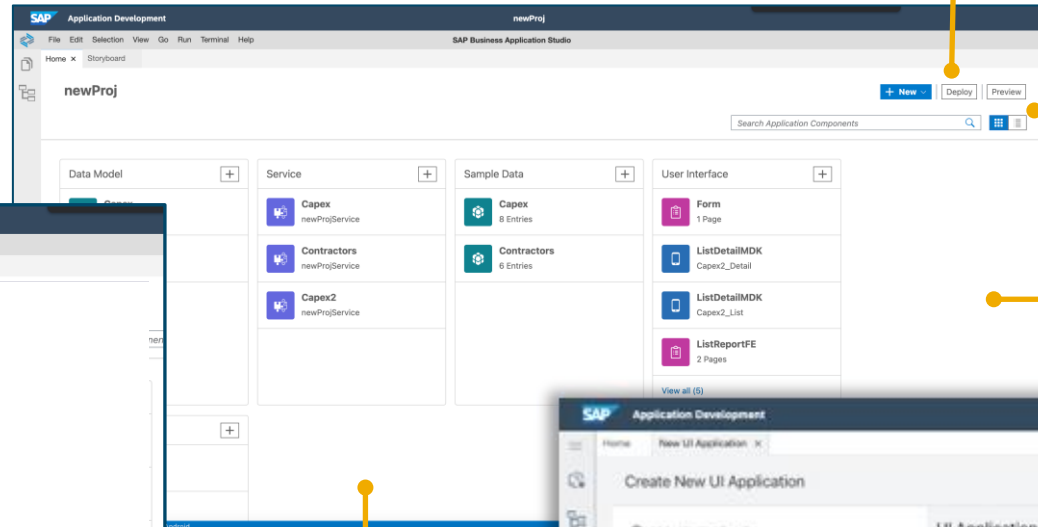 SAP Application Development newProj
File Edit Selection View Go Run Terminal Help SAP Business Application Studio
Home × Storyboard
newProj
+ New Deploy Preview
Search Application Components
Data Model + Service + Sample Data + User Interface +
Capex
newProjService
Capex
8 Entries
Form
1 Page
Contractors
newProjService
Contractors
6 Entries
ListDetailMDK
Capex2_Detail
Capex2
newProjService
ListDetailMDK
Capex2_List
ListReportFE
2 Pages
View all (5)
+
SAP Application Development
Home New UI Application ×
Create New UI Application
UI Application